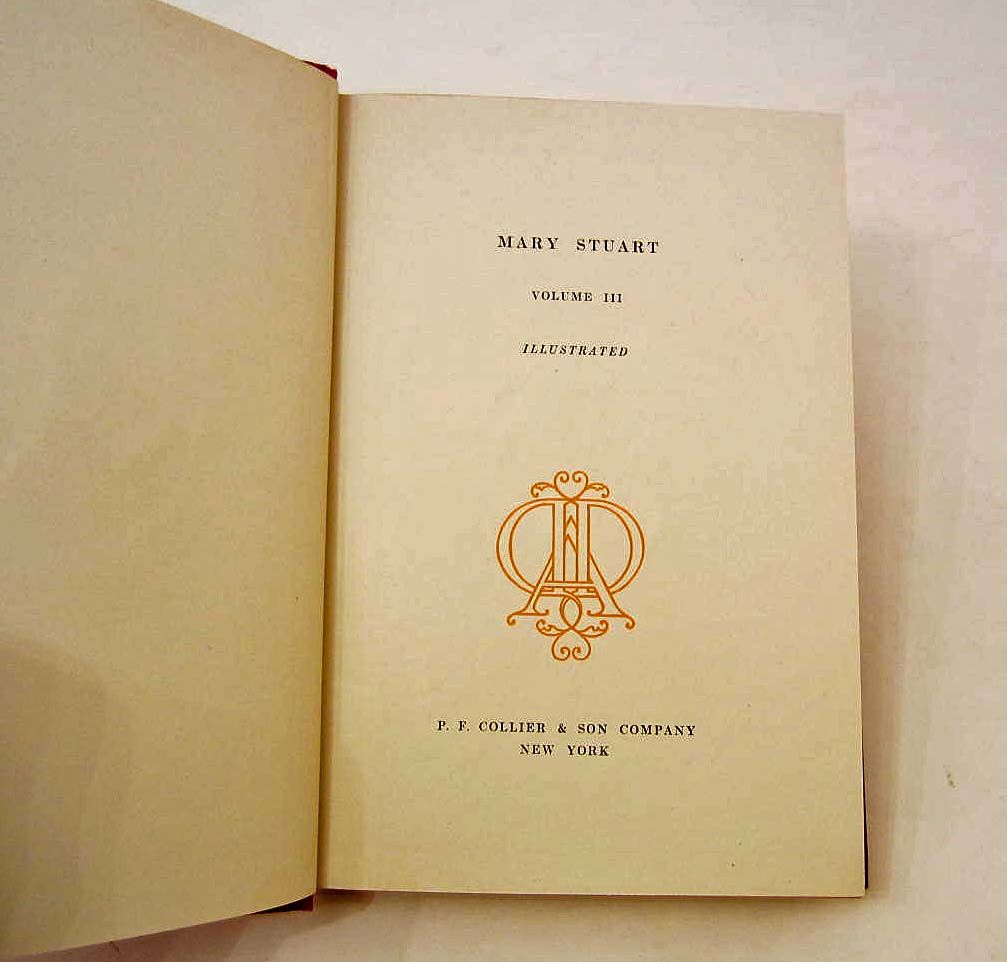 MARY STUART
VOLUME III
ILLUSTRATED
P. F. COLLIER & SON COMPANY
NEW YORK